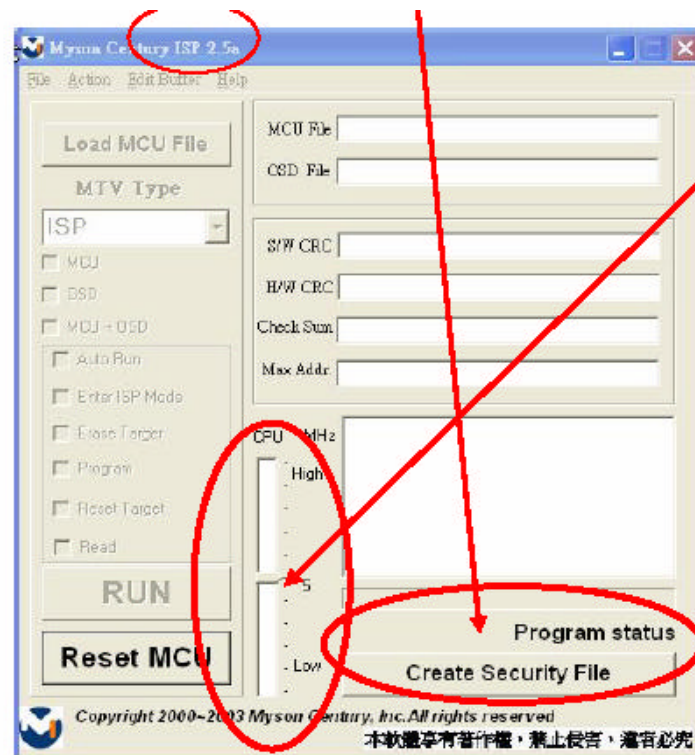 Myson Century ISP 2.5a
File Action Edit Buffer Help
Load MCU File
MTV Type
ISP
MCU
OSD
MCU + OSD
Auto Run
Enter ISP Mode
Erase Target
Program
Reset Target
Read
RUN
Reset MCU
MCU File
OSD File
S/W CRC
H/W CRC
Check Sum
Max Addr
CPU MHz
High
5
Low
Program status
Create Security File
Copyright 2000~2003 Myson Century, Inc.All rights reserved
本軟體享有著作權，禁止侵害，違者必究